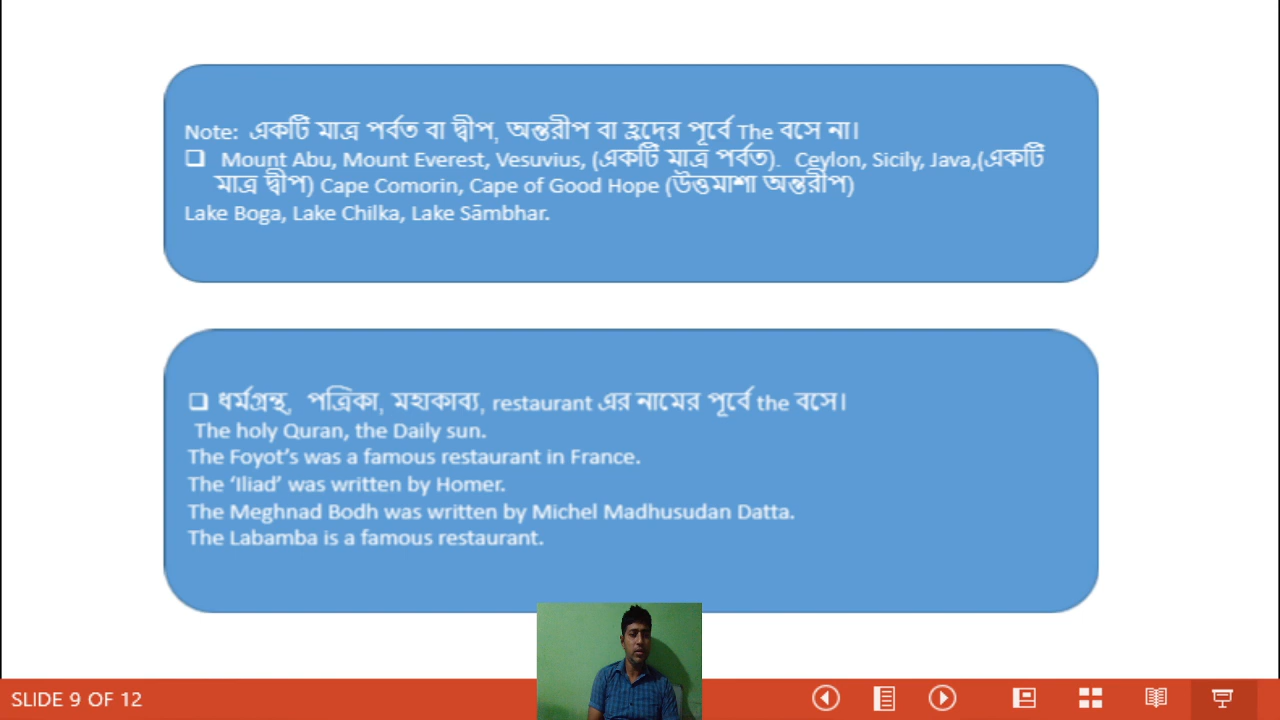 Note: একটি মাত্র পর্বত বা দ্বীপ, অন্তরীপ বা হ্রদের পূর্বে The বসে না।
❑ Mount Abu, Mount Everest, Vesuvius, (একটি মাত্র পর্বত). Ceylon, Sicily, Java,(একটি
মাত্র দ্বীপ) Cape Comorin, Cape of Good Hope (উত্তমাশা অন্তরীপ)
Lake Boga, Lake Chilka, Lake Sāmbhar.
❑ ধর্মগ্রন্থ, পত্রিকা, মহাকাব্য, restaurant এর নামের পূর্বে the বসে।
The holy Quran, the Daily sun.
The Foyot’s was a famous restaurant in France.
The ‘Iliad’ was written by Homer.
The Meghnad Bodh was written by Michel Madhusudan Datta.
The Labamba is a famous restaurant.
SLIDE 9 OF 12